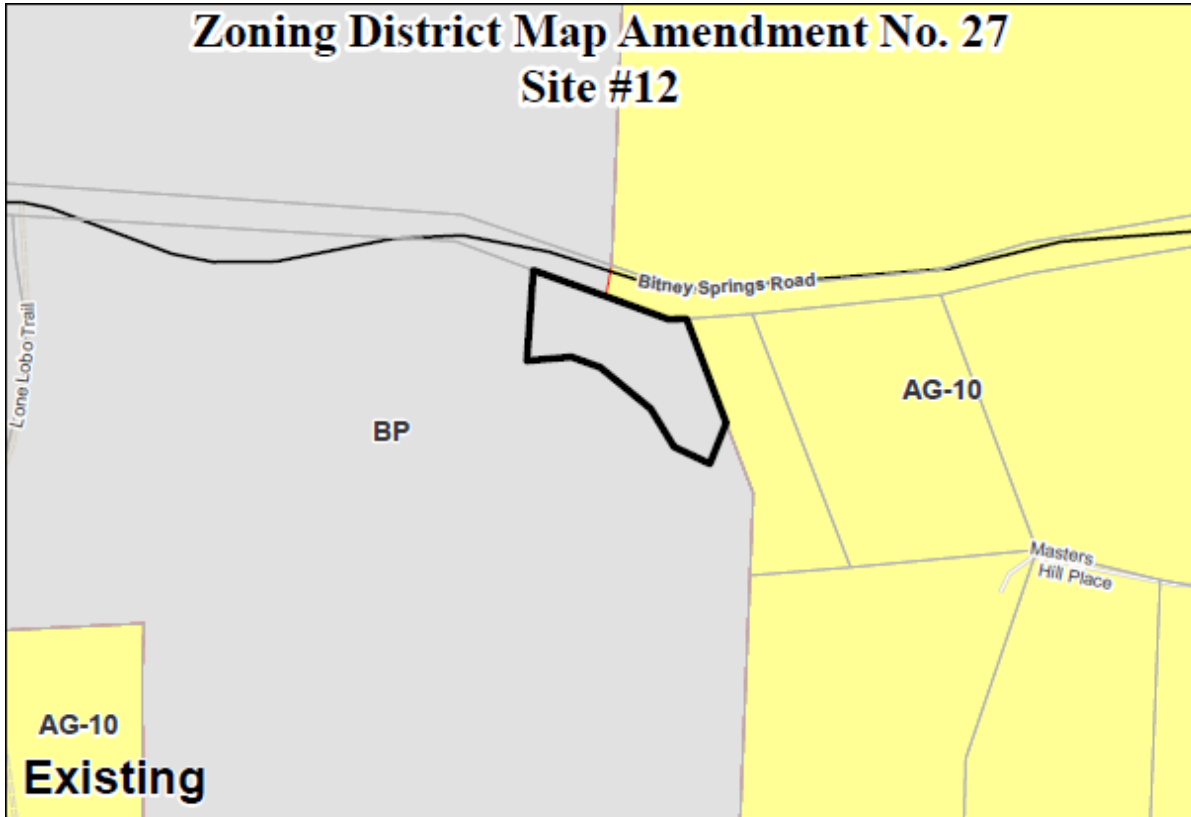 Zoning District Map Amendment No. 27
Site #12
Bitney Springs Road
Lone Lobo Trail
AG-10
BP
Masters
Hill Place
AG-10
Existing